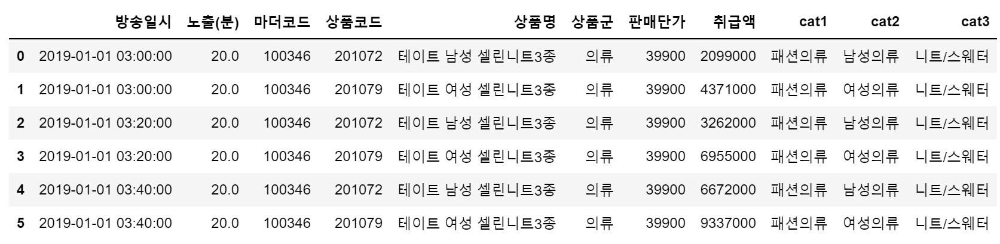 방송일시 노출(분) 마더코드 상품코드 상품명 상품군 판매단가 취급액 cat1 cat2 cat3
0 2019-01-01 03:00:00 20.0 100346 201072 테이트 남성 셀린니트3종 의류 39900 2099000 패션의류 남성의류 니트/스웨터
1 2019-01-01 03:00:00 20.0 100346 201079 테이트 여성 셀린니트3종 의류 39900 4371000 패션의류 여성의류 니트/스웨터
2 2019-01-01 03:20:00 20.0 100346 201072 테이트 남성 셀린니트3종 의류 39900 3262000 패션의류 남성의류 니트/스웨터
3 2019-01-01 03:20:00 20.0 100346 201079 테이트 여성 셀린니트3종 의류 39900 6955000 패션의류 여성의류 니트/스웨터
4 2019-01-01 03:40:00 20.0 100346 201072 테이트 남성 셀린니트3종 의류 39900 6672000 패션의류 남성의류 니트/스웨터
5 2019-01-01 03:40:00 20.0 100346 201079 테이트 여성 셀린니트3종 의류 39900 9337000 패션의류 여성의류 니트/스웨터